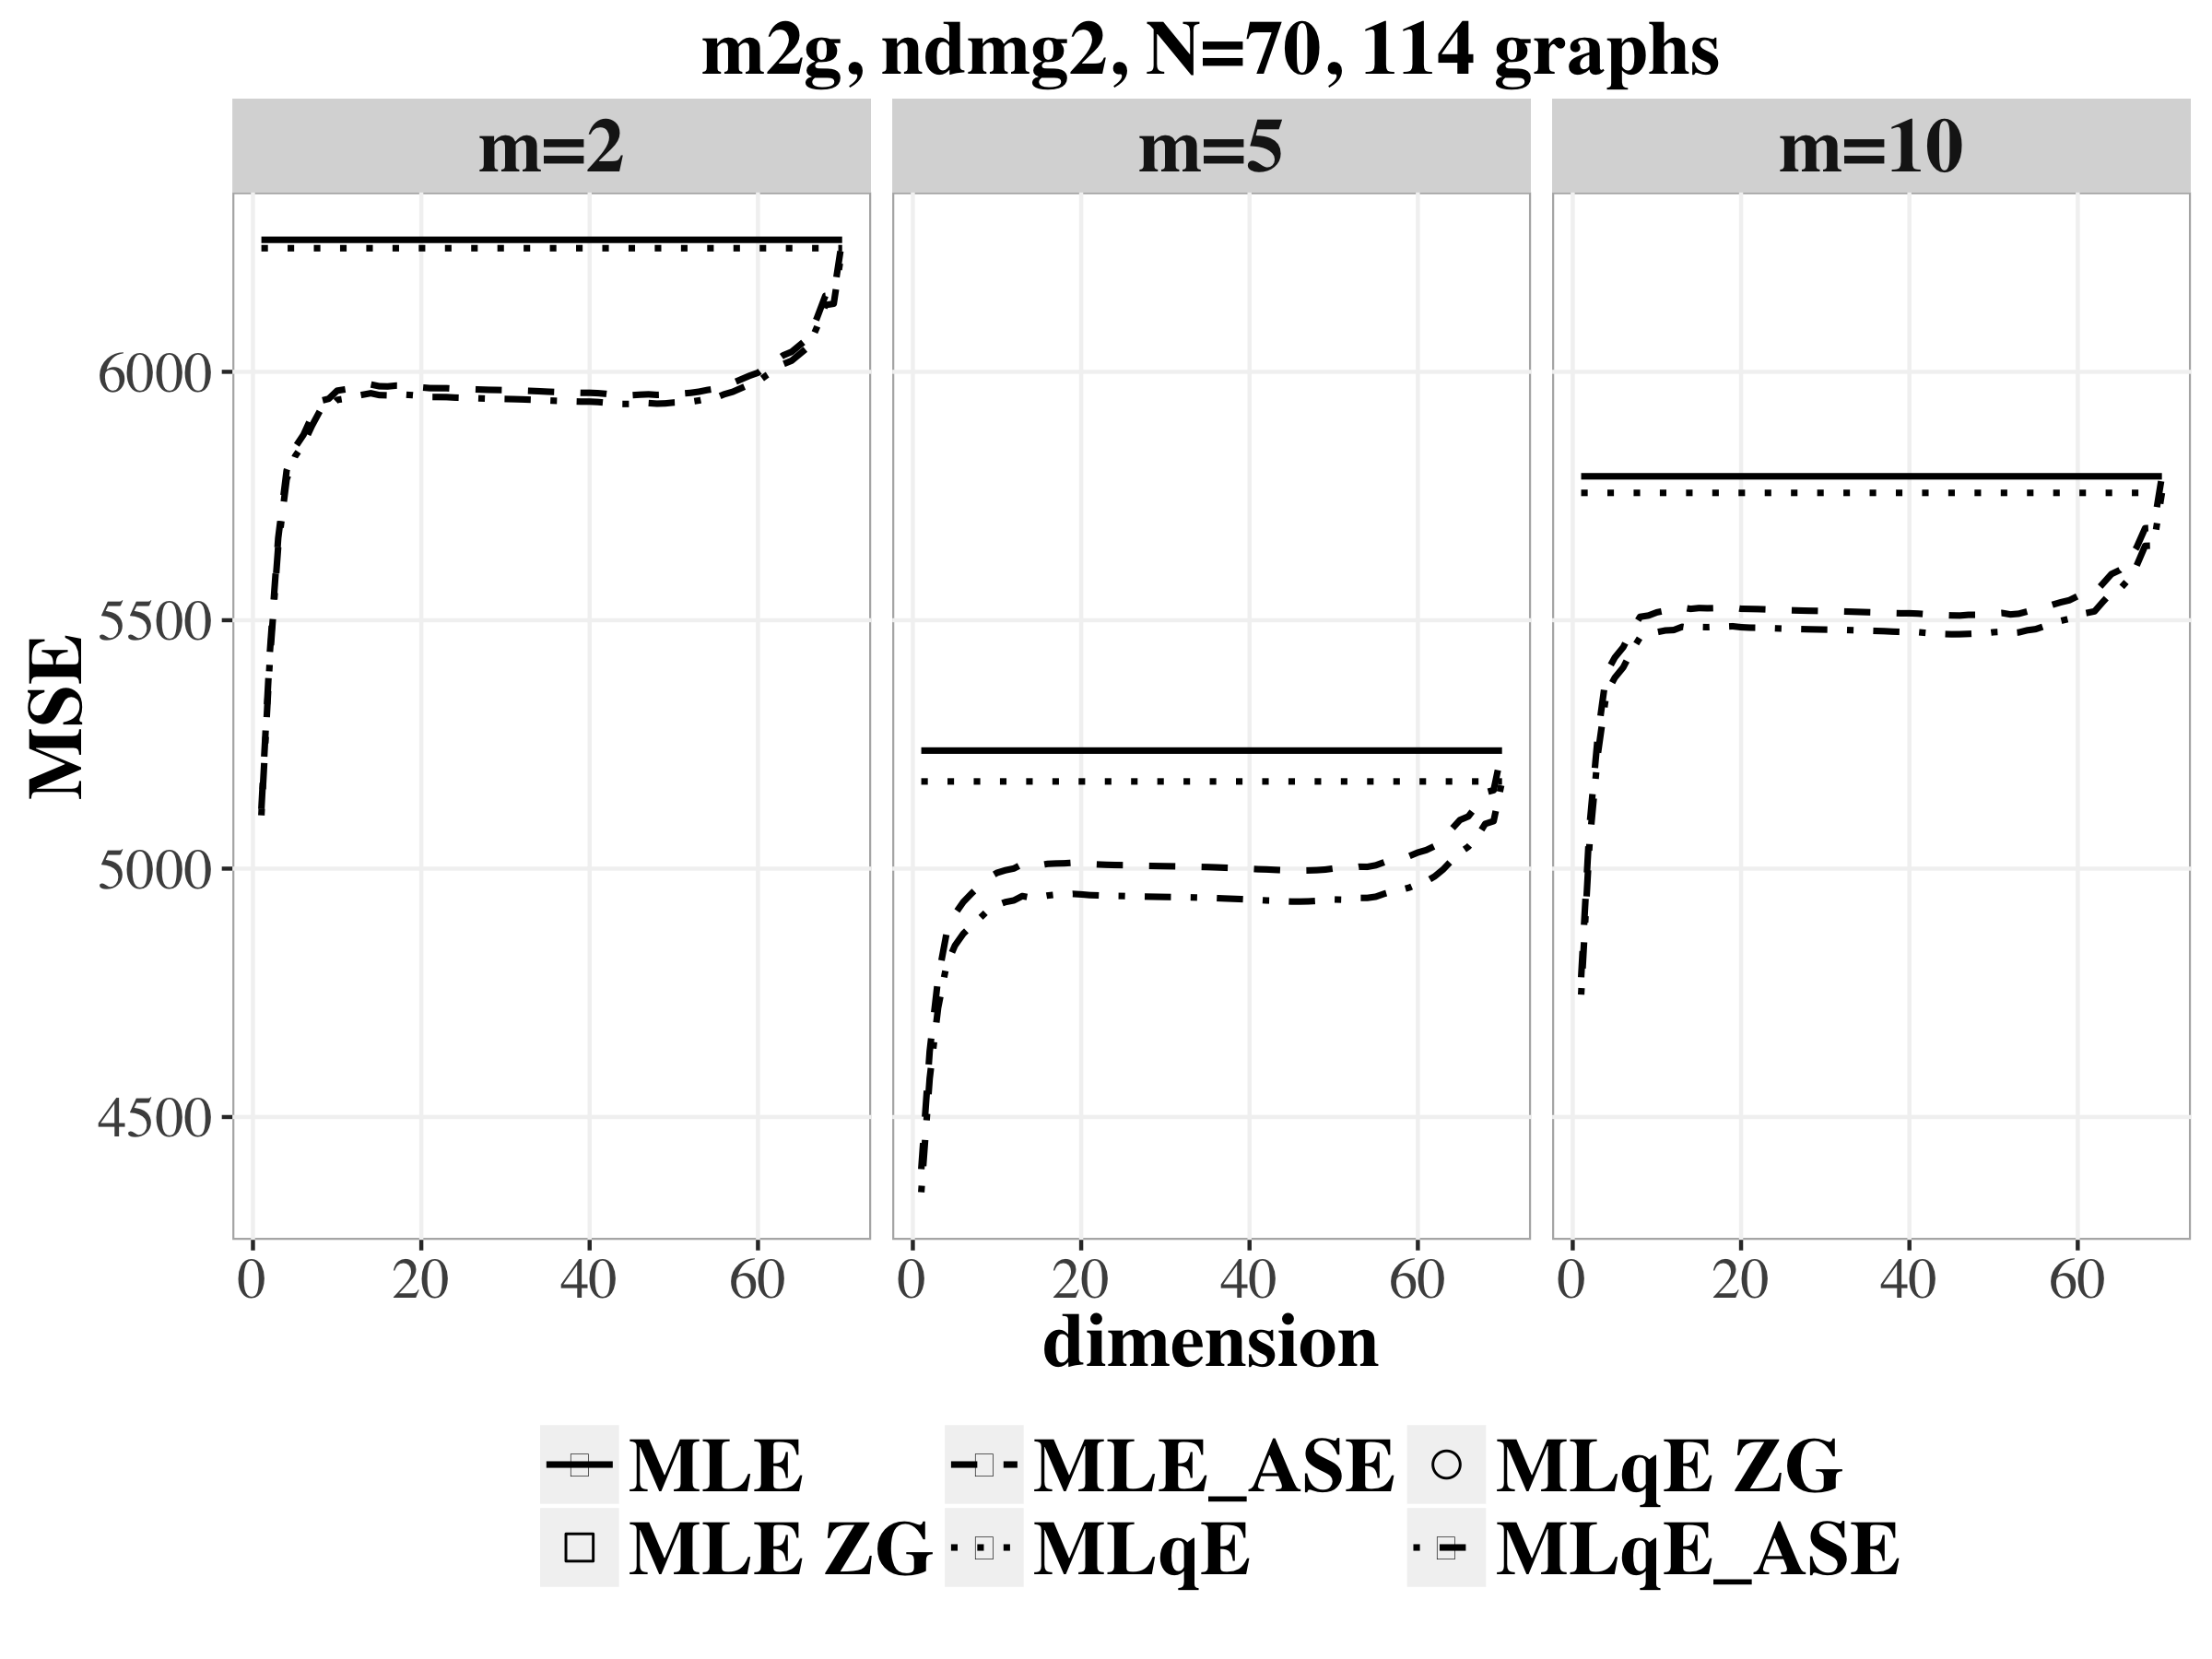 m2g, ndmg2, N=70, 114 graphs
m=2 m=5 m=10
MSE
6000
5500
5000
4500
0 20 40 60 0 20 40 60 0 20 40 60
dimension
MLE MLE_ASE MLqE ZG
MLE ZG MLqE MLqE_ASE